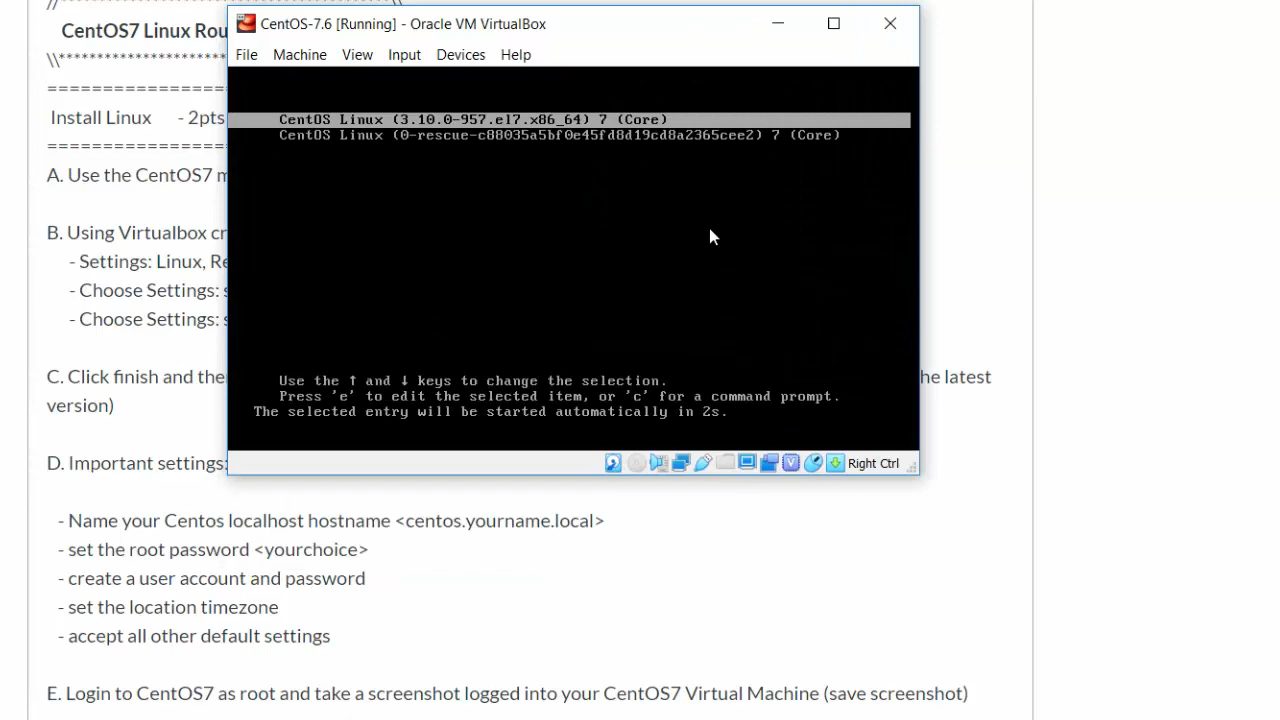 //*************************************\\
CentOS7 Linux Rou
\\**********************
=================
Install Linux - 2pts
=================
A. Use the CentOS7 m
B. Using Virtualbox cr
- Settings: Linux, Re
- Choose Settings: s
- Choose Settings: s
C. Click finish and the
he latest
version)
D. Important settings:
- Name your Centos localhost hostname <centos.yourname.local>
- set the root password <yourchoice>
- create a user account and password
- set the location timezone
- accept all other default settings
E. Login to CentOS7 as root and take a screenshot logged into your CentOS7 Virtual Machine (save screenshot)
CentOS-7.6 [Running] - Oracle VM VirtualBox
File Machine View Input Devices Help
CentOS Linux (3.10.0-957.el7.x86_64) 7 (Core)
CentOS Linux (0-rescue-c88035a5bf0e45fd8d19cd8a2365cee2) 7 (Core)
Use the ↑ and ↓ keys to change the selection.
Press 'e' to edit the selected item, or 'c' for a command prompt.
The selected entry will be started automatically in 2s.
Right Ctrl